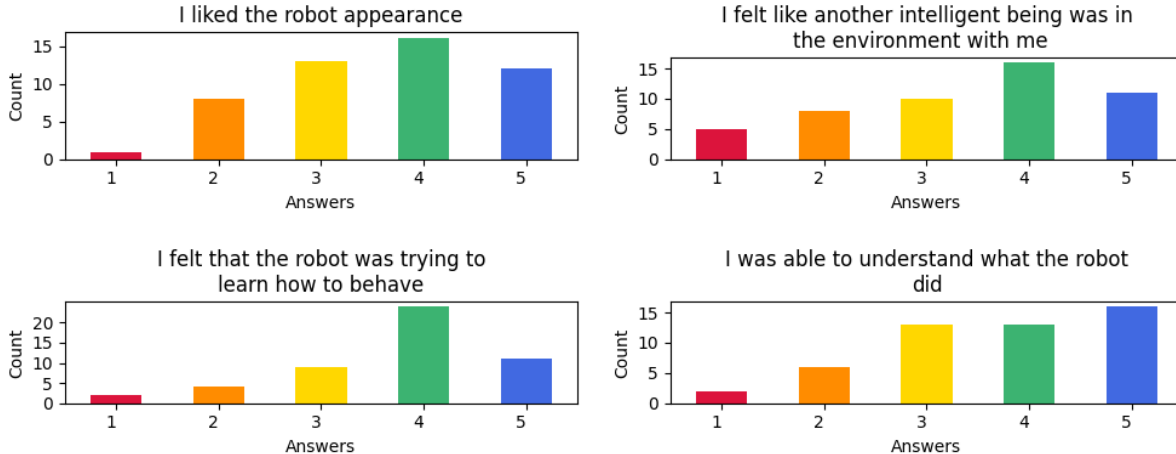 I liked the robot appearance
15
10
5
0
Count
1 2 3 4 5
Answers
I felt like another intelligent being was in
the environment with me
15
10
5
0
Count
1 2 3 4 5
Answers
I felt that the robot was trying to
learn how to behave
20
15
10
5
0
Count
1 2 3 4 5
Answers
I was able to understand what the robot
did
15
10
5
0
Count
1 2 3 4 5
Answers